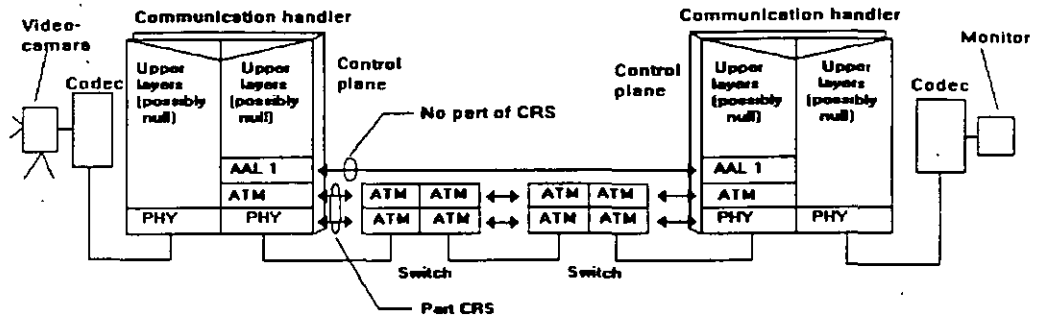 Communication handler
Communication handler
Video-
camara
Monitor
Codec
Upper
layers
(possibly
null)
Upper
layers
(possibly
null)
Control
plane
Control
plane
Upper
layers
(possibly
null)
Upper
layers
(possibly
null)
Codec
No part of CRS
AAL 1
AAL 1
ATM
ATM ATM
ATM ATM
ATM
PHY PHY
ATM ATM
ATM ATM
PHY PHY
Switch
Switch
Part CRS